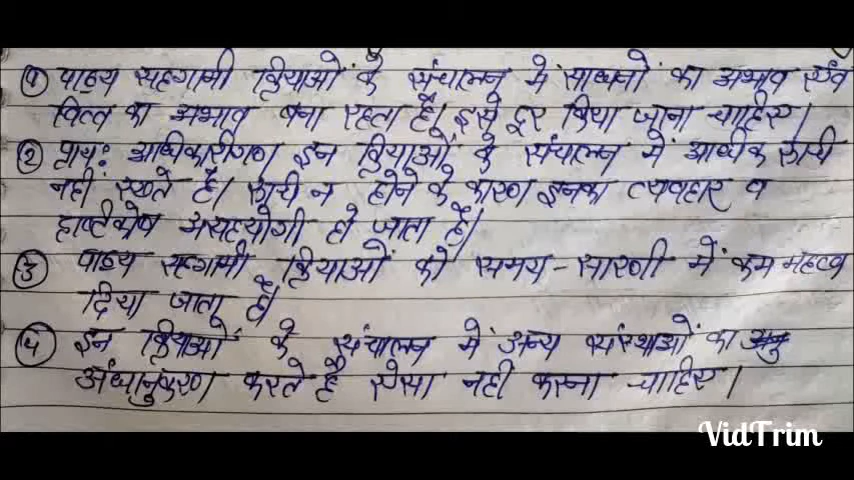 ① पाठ्य सहगामी क्रियाओं के संचालन में साधनों का अभाव एवं
वित्त का अभाव बना रहता है। इसे दूर किया जाना चाहिए।
② प्राय: अधिकारीगण इन क्रियाओं के संचालन में अधिक रूची
नही रखते है। रूची न होने के कारण इनका व्यवहार व
दृष्टिकोण असहयोगी हो जाता है।
③ पाठ्य सहगामी क्रियाओं को समय-सारणी में कम महत्व
दिया जाता है।
④ इन क्रियाओं के संचालन में अन्य संस्थाओं का
अंधानुकरण करते है ऐसा नही करना चाहिए।
VidTrim